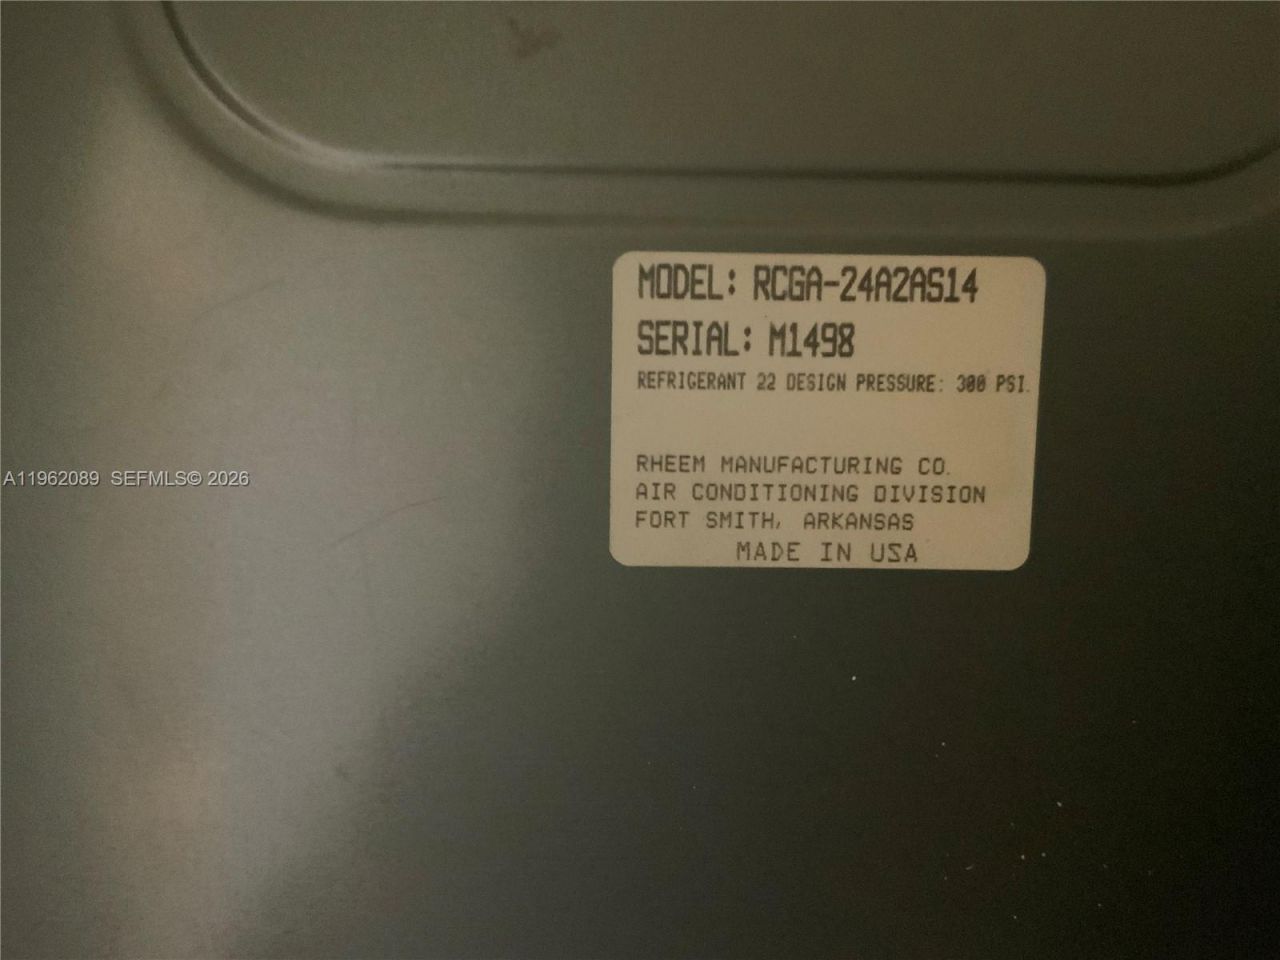 MODEL: RCGA-24A2AS14
SERIAL: M1498
REFRIGERANT 22 DESIGN PRESSURE: 300 PSI.
RHEEM MANUFACTURING CO.
AIR CONDITIONING DIVISION
FORT SMITH, ARKANSAS
MADE IN USA
A11962089 SEFMLS© 2026